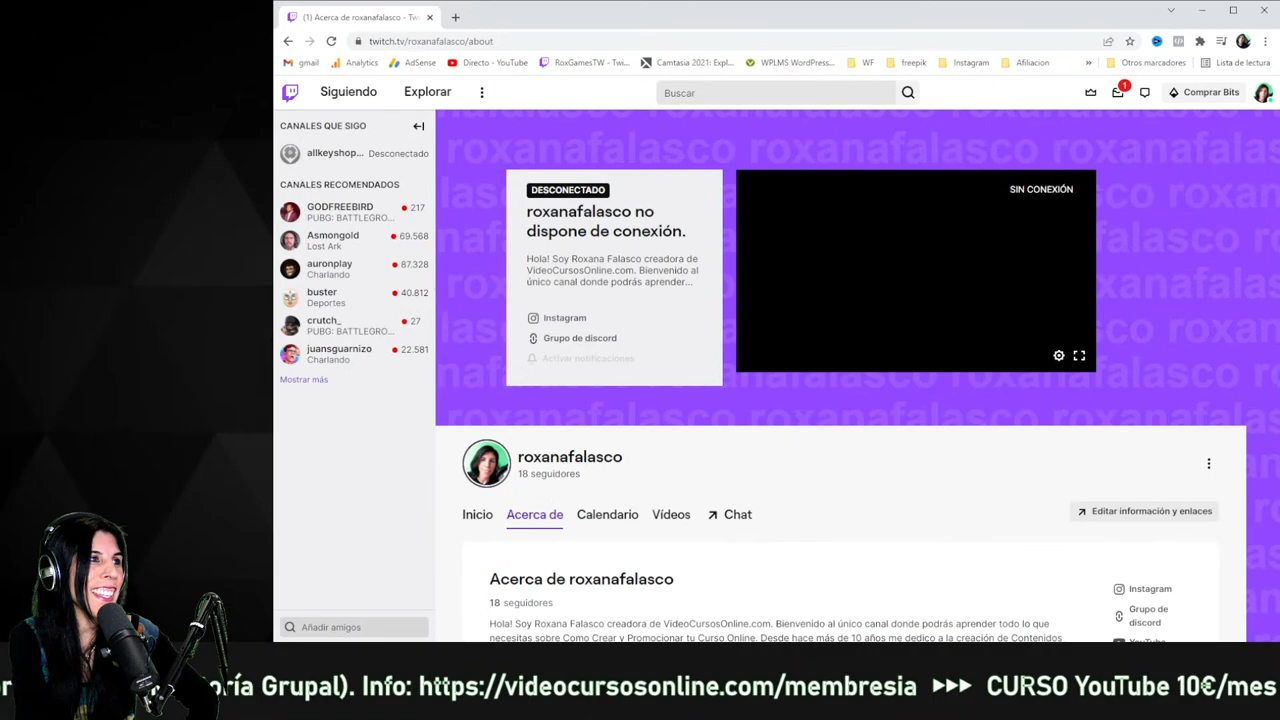 (1) Acerca de roxanafalasco - Tw
twitch.tv/roxanafalasco/about
gmail
Analytics
AdSense
Directo - YouTube
RoxGamesTW - Twi...
Camtasia 2021: Expl...
WPLMS WordPress...
WF
freepik
Instagram
Afiliacion
»
Otros marcadores
Lista de lectura
Siguiendo
Explorar
Buscar
1
Comprar Bits
CANALES QUE SIGO
allkeyshop... Desconectado
CANALES RECOMENDADOS
GODFREEBIRD 217
PUBG: BATTLEGRO...
Asmongold 69.568
Lost Ark
auronplay 87.328
Charlando
buster 40.812
Deportes
crutch_ 27
PUBG: BATTLEGRO...
juansguarnizo 22.581
Charlando
Mostrar más
Añadir amigos
roxanafalasco roxanafalasco roxanafalasco
DESCONECTADO
roxanafalasco no
dispone de conexión.
Hola! Soy Roxana Falasco creadora de
VideoCursosOnline.com. Bienvenido al
único canal donde podrás aprender...
Instagram
Grupo de discord
Activar notificaciones
SIN CONEXIÓN
roxanafalasco
18 seguidores
Inicio
Acerca de
Calendario
Vídeos
Chat
Editar información y enlaces
Acerca de roxanafalasco
18 seguidores
Hola! Soy Roxana Falasco creadora de VideoCursosOnline.com. Bienvenido al único canal donde podrás aprender todo lo que
necesitas sobre Como Crear y Promocionar tu Curso Online. Desde hace más de 10 años me dedico a la creación de Contenidos
Instagram
Grupo de
discord
YouTube
oría Grupal). Info: https://videocursosonline.com/membresia ▸▸▸ CURSO YouTube 10€/mes